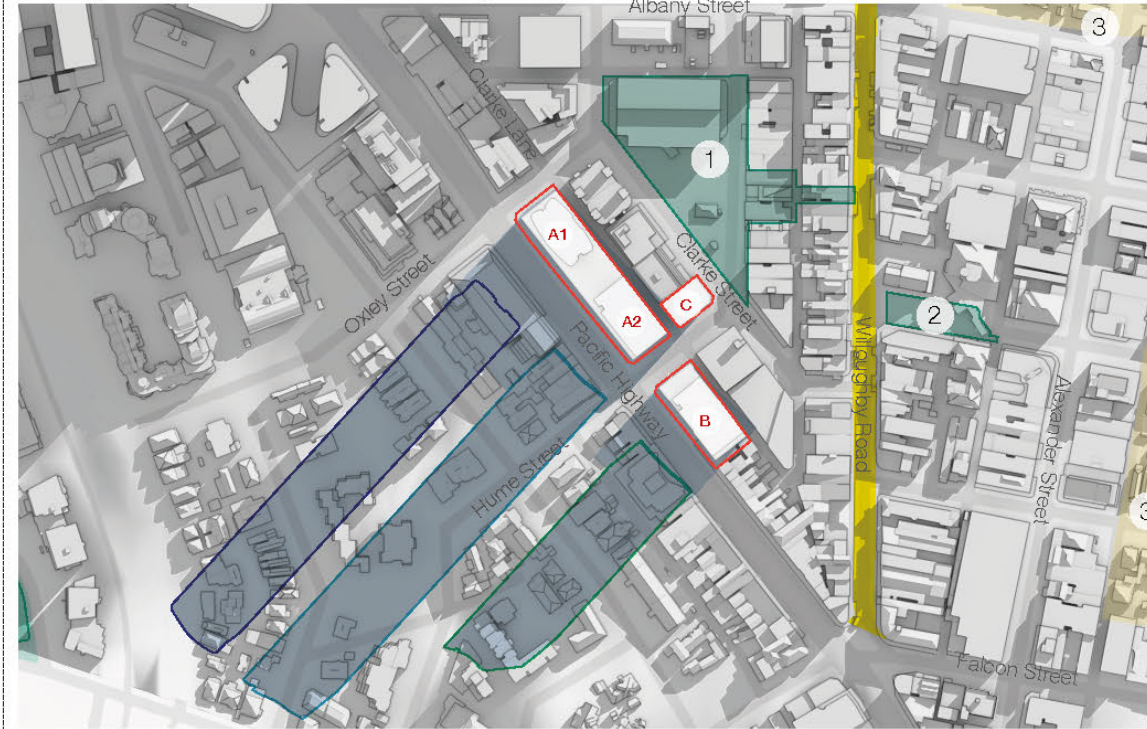 Albany Street
3
Clarke Lane
1
A1
Clarke Street
C
Oxley Street
A2
2
Pacific Highway
Willoughby Road
B
Alexander Street
Hume Street
3
Falcon Street